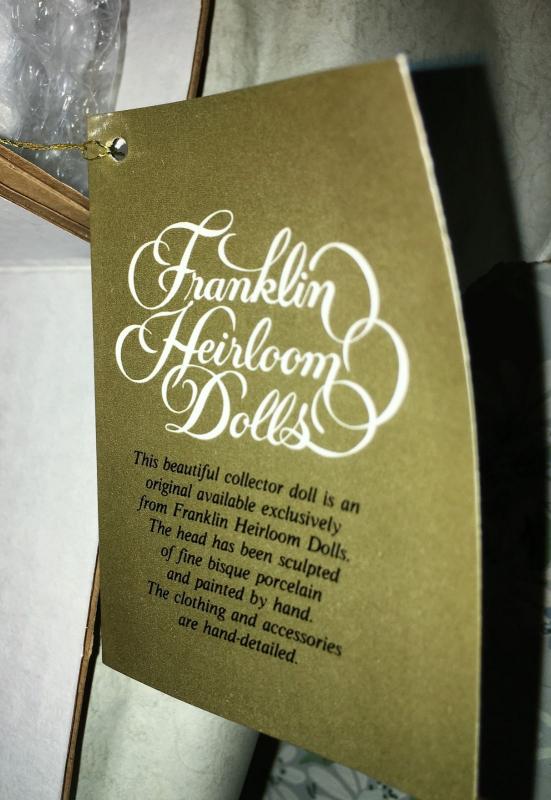 Franklin
Heirloom
Dolls
This beautiful collector doll is an
original available exclusively
from Franklin Heirloom Dolls.
The head has been sculpted
of fine bisque porcelain
and painted by hand.
The clothing and accessories
are hand-detailed.